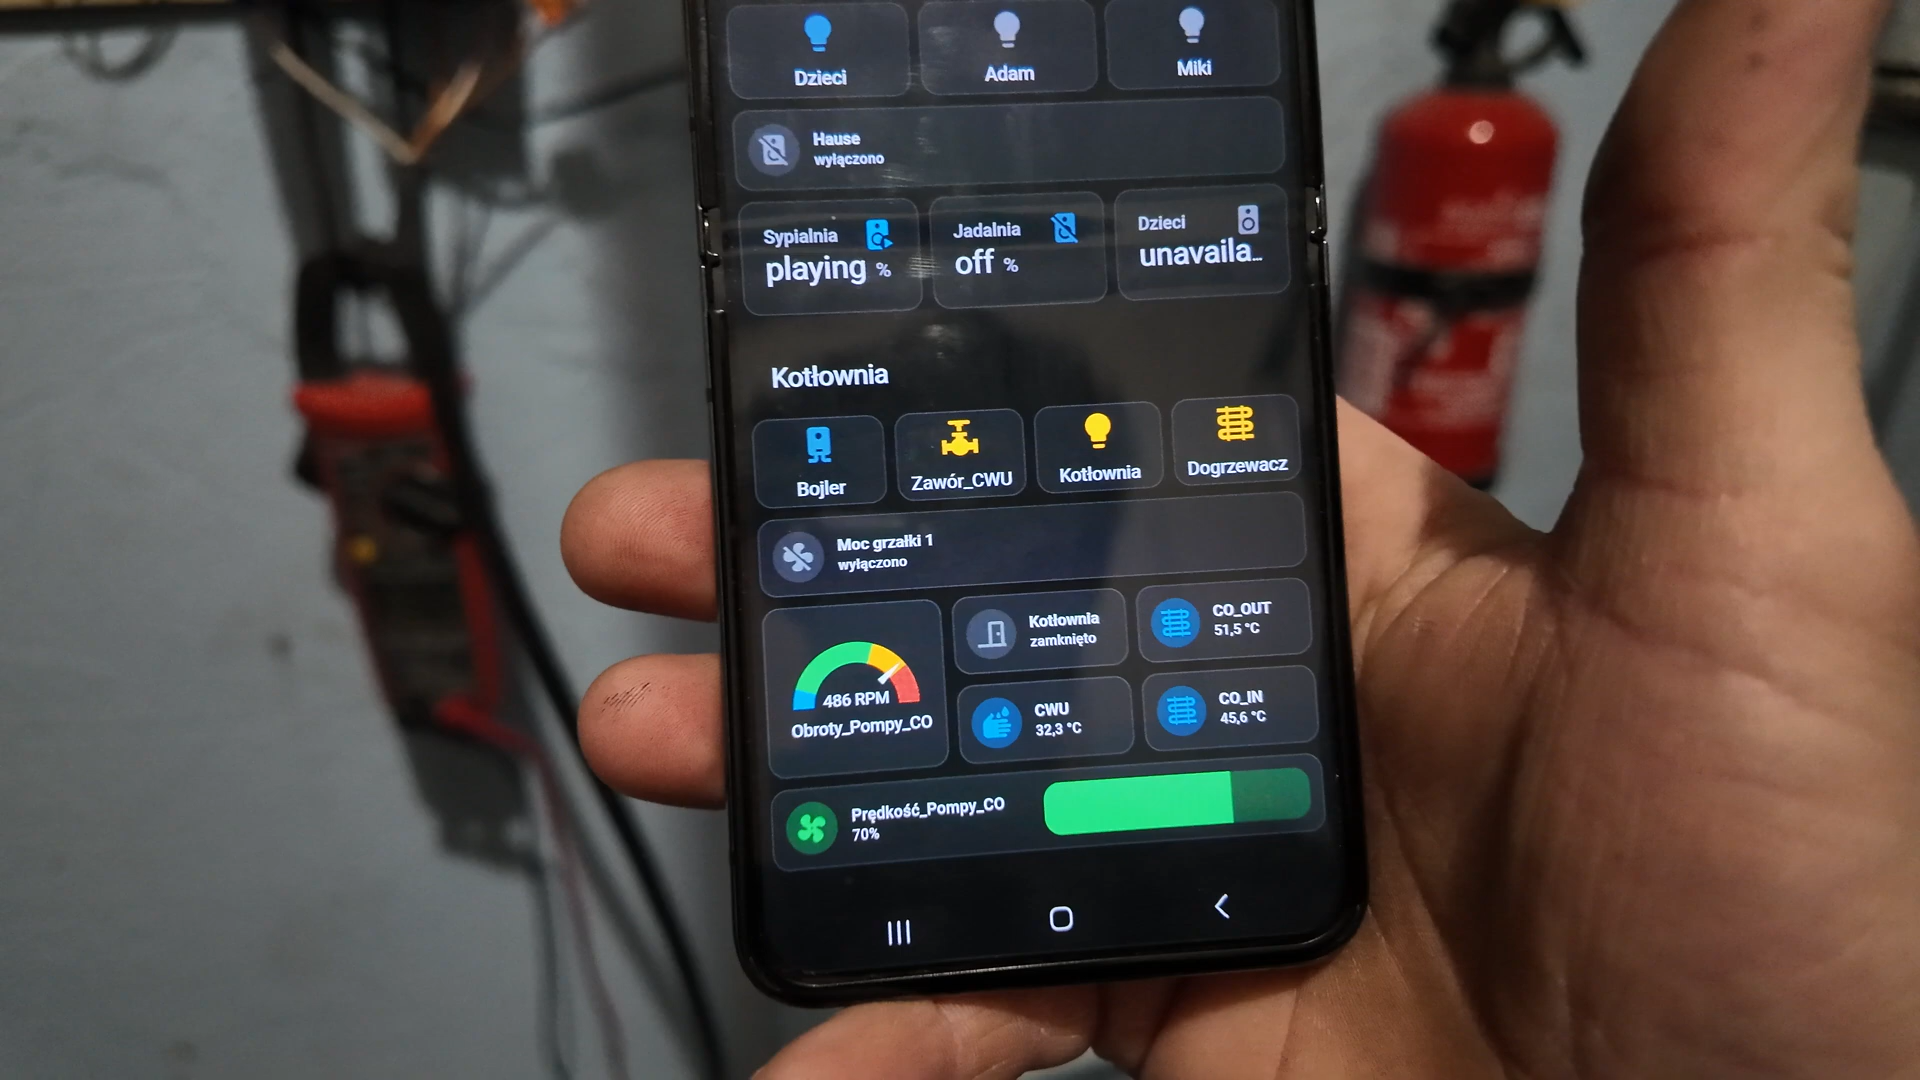 Dzieci
Adam
Miki
Hause
wyłączono
Sypialnia
playing %
Jadalnia
off %
Dzieci
unavaila...
Kotłownia
Bojler
Zawór_CWU
Kotłownia
Dogrzewacz
Moc grzałki 1
wyłączono
486 RPM
Obroty_Pompy_CO
Kotłownia
zamknięto
CO_OUT
51,5 °C
CWU
32,3 °C
CO_IN
45,6 °C
Prędkość_Pompy_CO
70%